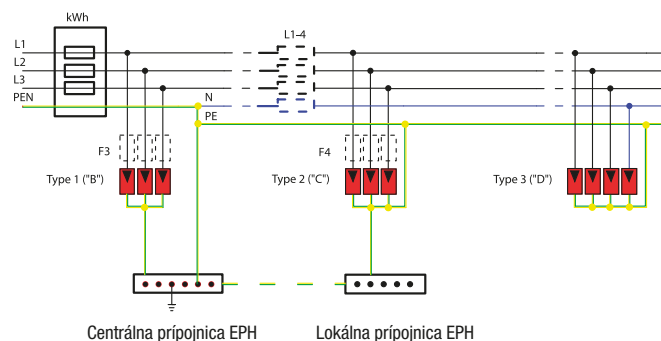 kWh
L1
L1-4
L2
L3
PEN
N
PE
F3
F4
Type 1 ("B")
Type 2 ("C")
Type 3 ("D")
Centrálna prípojnica EPH
Lokálna prípojnica EPH